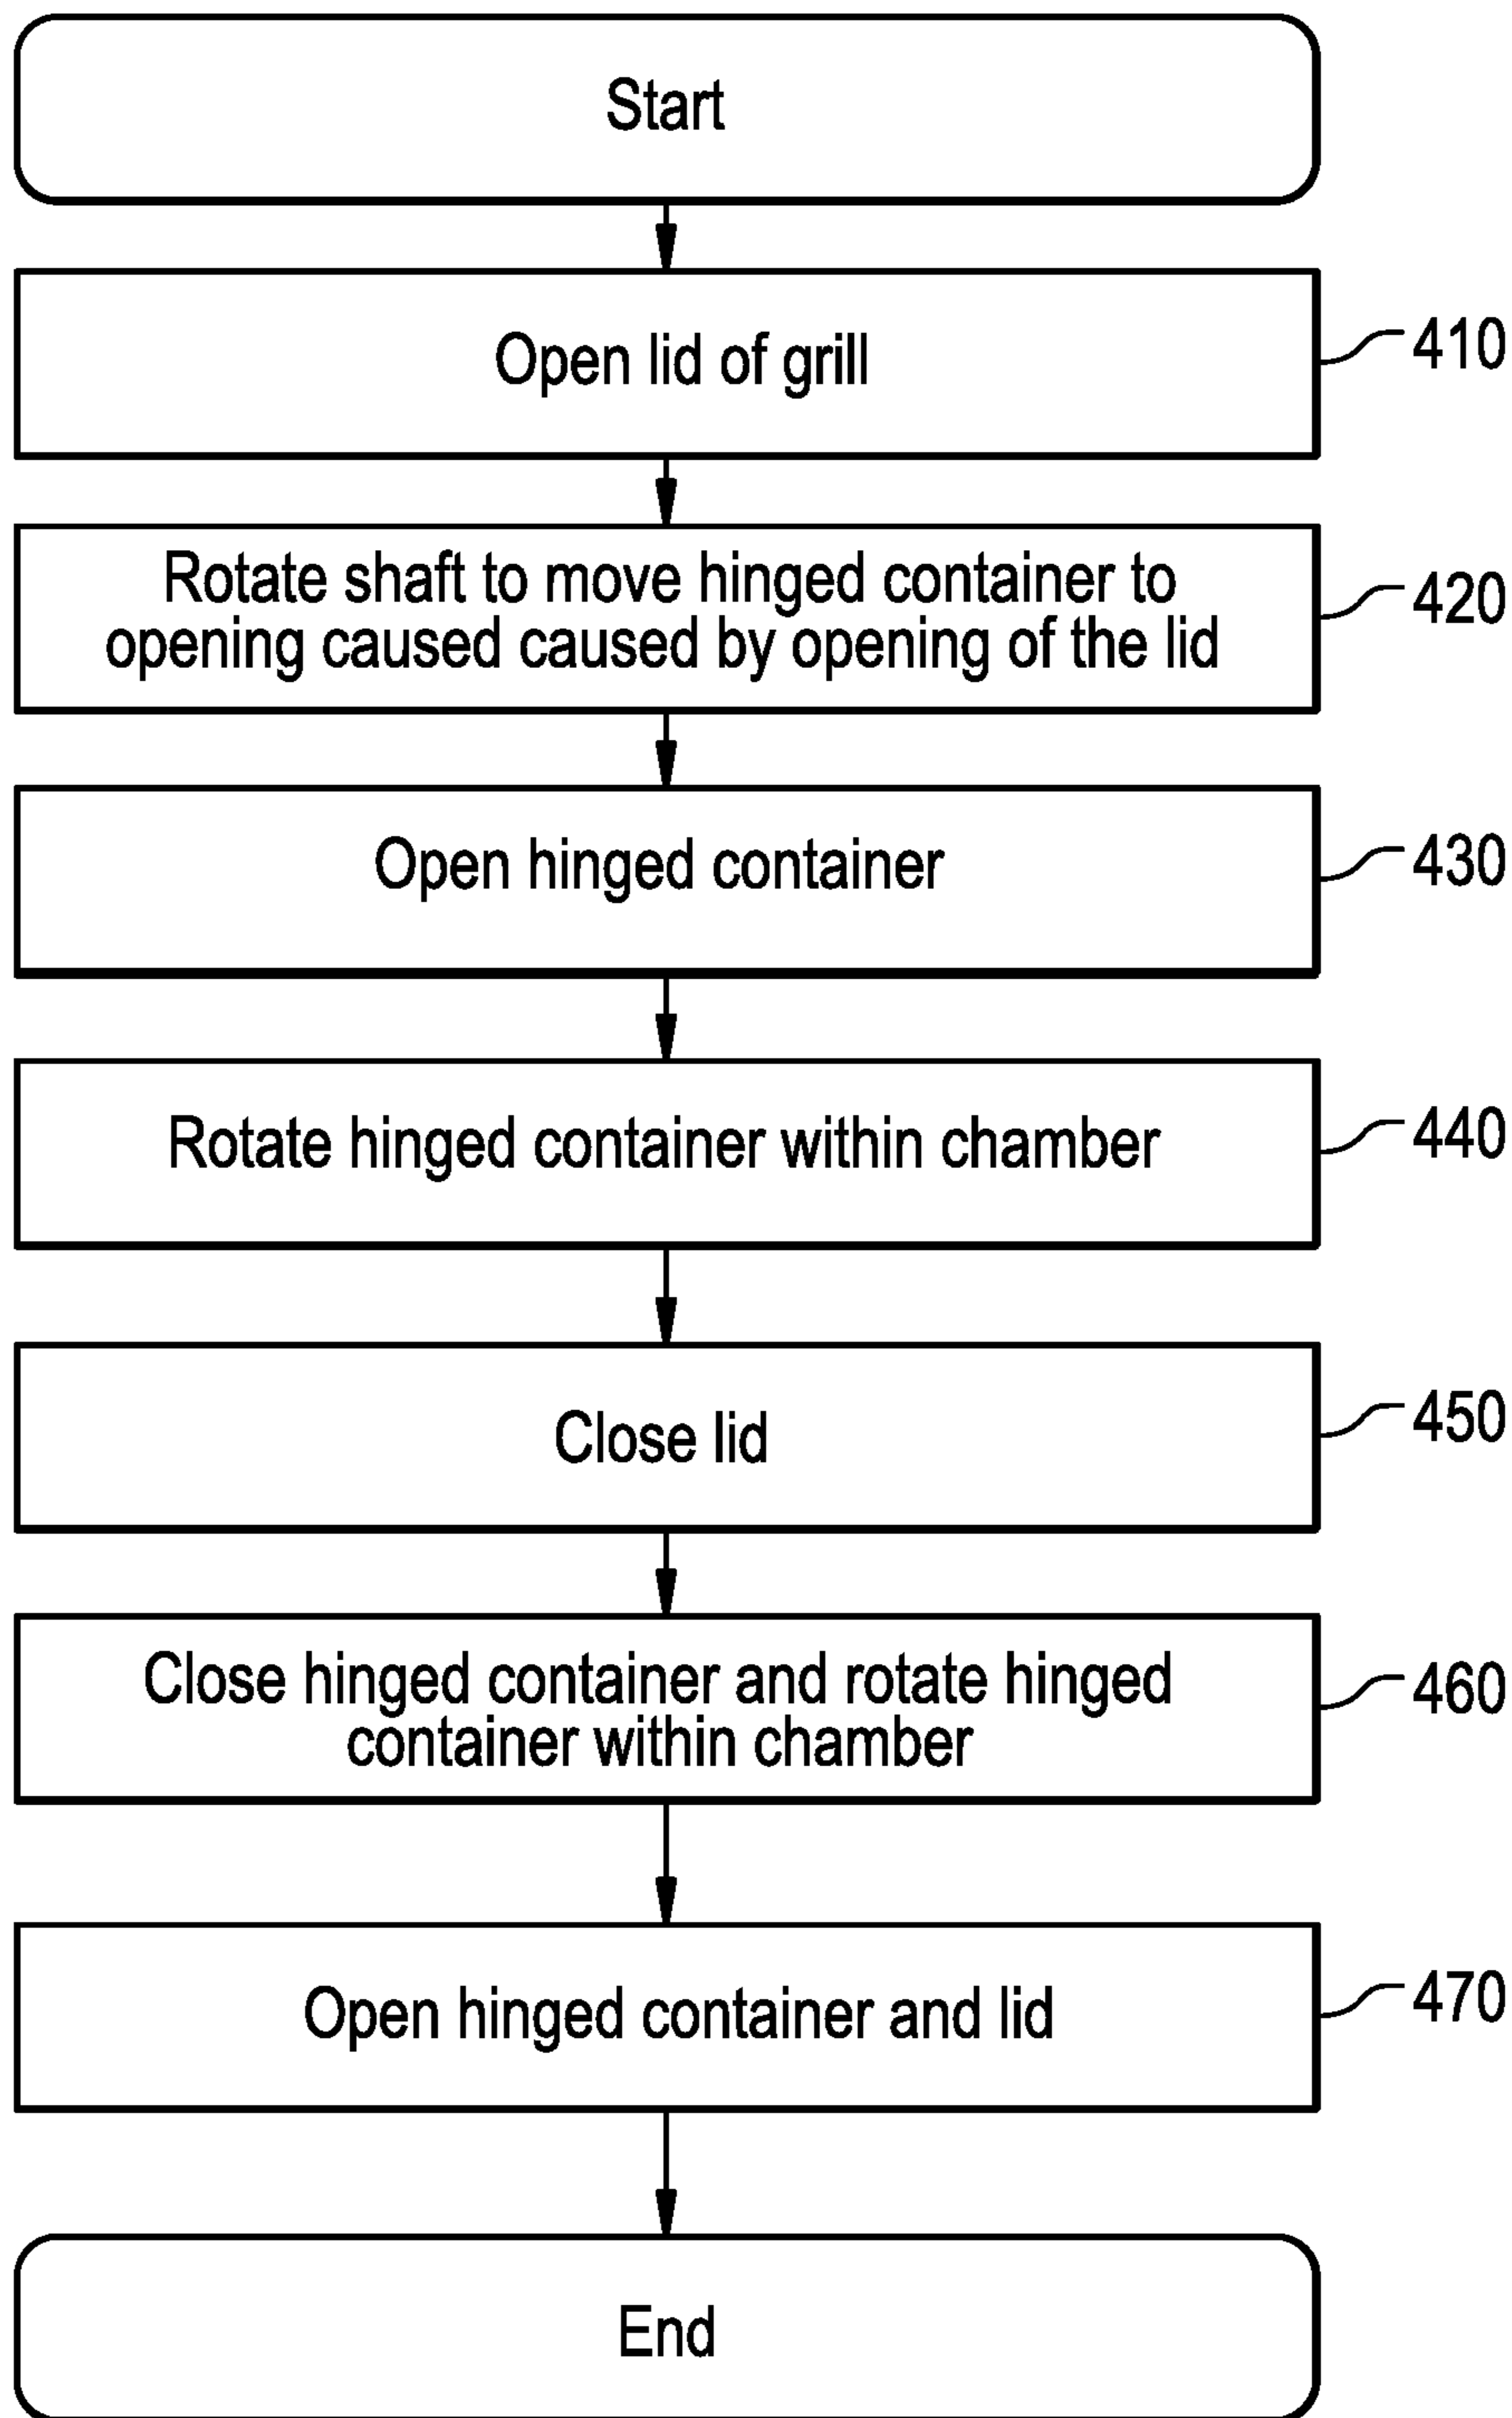 Start
Open lid of grill
410
Rotate shaft to move hinged container to
opening caused caused by opening of the lid
420
Open hinged container
430
Rotate hinged container within chamber
440
Close lid
450
Close hinged container and rotate hinged
container within chamber
460
Open hinged container and lid
470
End